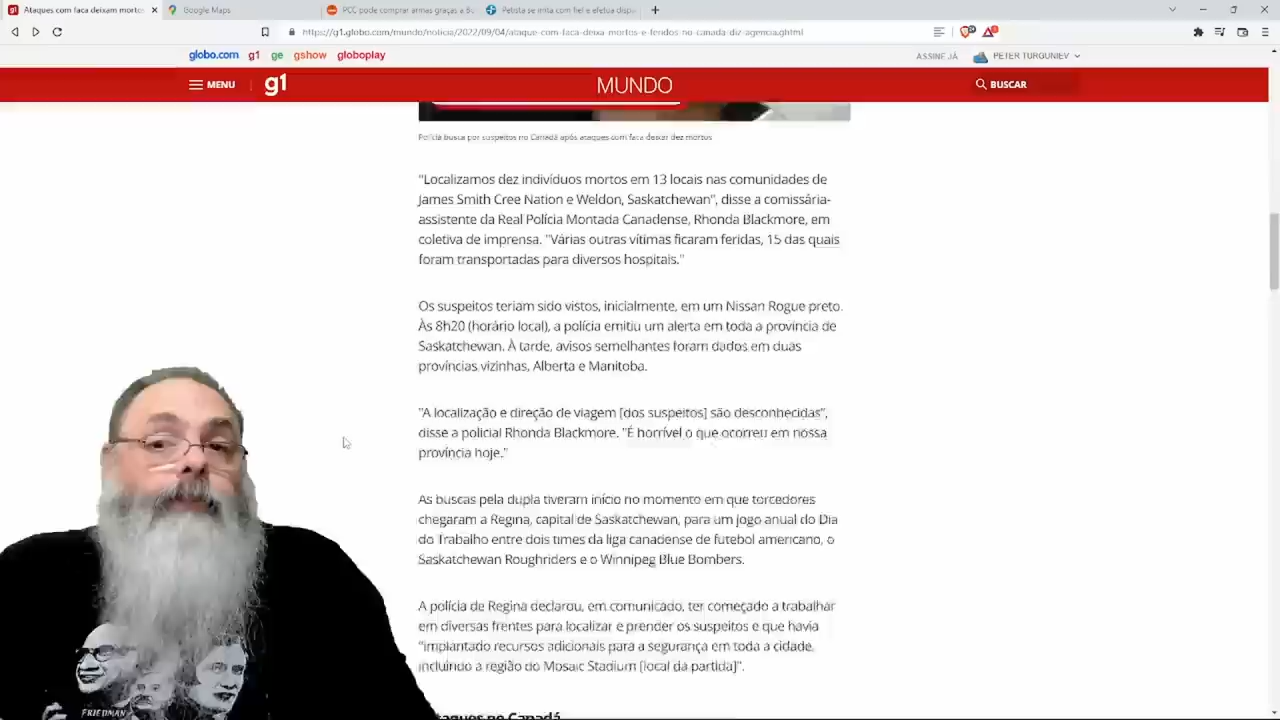 Ataques com faca deixam mortos
Google Maps
PCC pode comprar armas graças a Bo
Petista se irrita com fiel e efetua dispa
https://g1.globo.com/mundo/noticia/2022/09/04/ataque-com-faca-deixa-mortos-e-feridos-no-canada-diz-agencia.ghtml
globo.com g1 ge gshow globoplay
ASSINE JÁ
PETER TURGUNIEV
MENU
g1
MUNDO
BUSCAR
Polícia busca por suspeitos no Canadá após ataques com faca deixar dez mortos
"Localizamos dez indivíduos mortos em 13 locais nas comunidades de
James Smith Cree Nation e Weldon, Saskatchewan", disse a comissária-
assistente da Real Polícia Montada Canadense, Rhonda Blackmore, em
coletiva de imprensa. "Várias outras vítimas ficaram feridas, 15 das quais
foram transportadas para diversos hospitais."
Os suspeitos teriam sido vistos, inicialmente, em um Nissan Rogue preto.
Às 8h20 (horário local), a polícia emitiu um alerta em toda a província de
Saskatchewan. À tarde, avisos semelhantes foram dados em duas
províncias vizinhas, Alberta e Manitoba.
"A localização e direção de viagem [dos suspeitos] são desconhecidas",
disse a policial Rhonda Blackmore. "É horrível o que ocorreu em nossa
província hoje."
As buscas pela dupla tiveram início no momento em que torcedores
chegaram a Regina, capital de Saskatchewan, para um jogo anual do Dia
do Trabalho entre dois times da liga canadense de futebol americano, o
Saskatchewan Roughriders e o Winnipeg Blue Bombers.
A polícia de Regina declarou, em comunicado, ter começado a trabalhar
em diversas frentes para localizar e prender os suspeitos e que havia
"implantado recursos adicionais para a segurança em toda a cidade,
incluindo a região do Mosaic Stadium [local da partida]".
taques no Canadá
FRIEDMAN